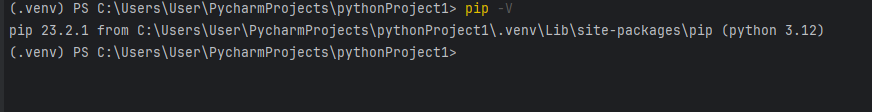 (.venv) PS C:\Users\User\PycharmProjects\pythonProject1> pip -V
pip 23.2.1 from C:\Users\User\PycharmProjects\pythonProject1\.venv\Lib\site-packages\pip (python 3.12)
(.venv) PS C:\Users\User\PycharmProjects\pythonProject1>